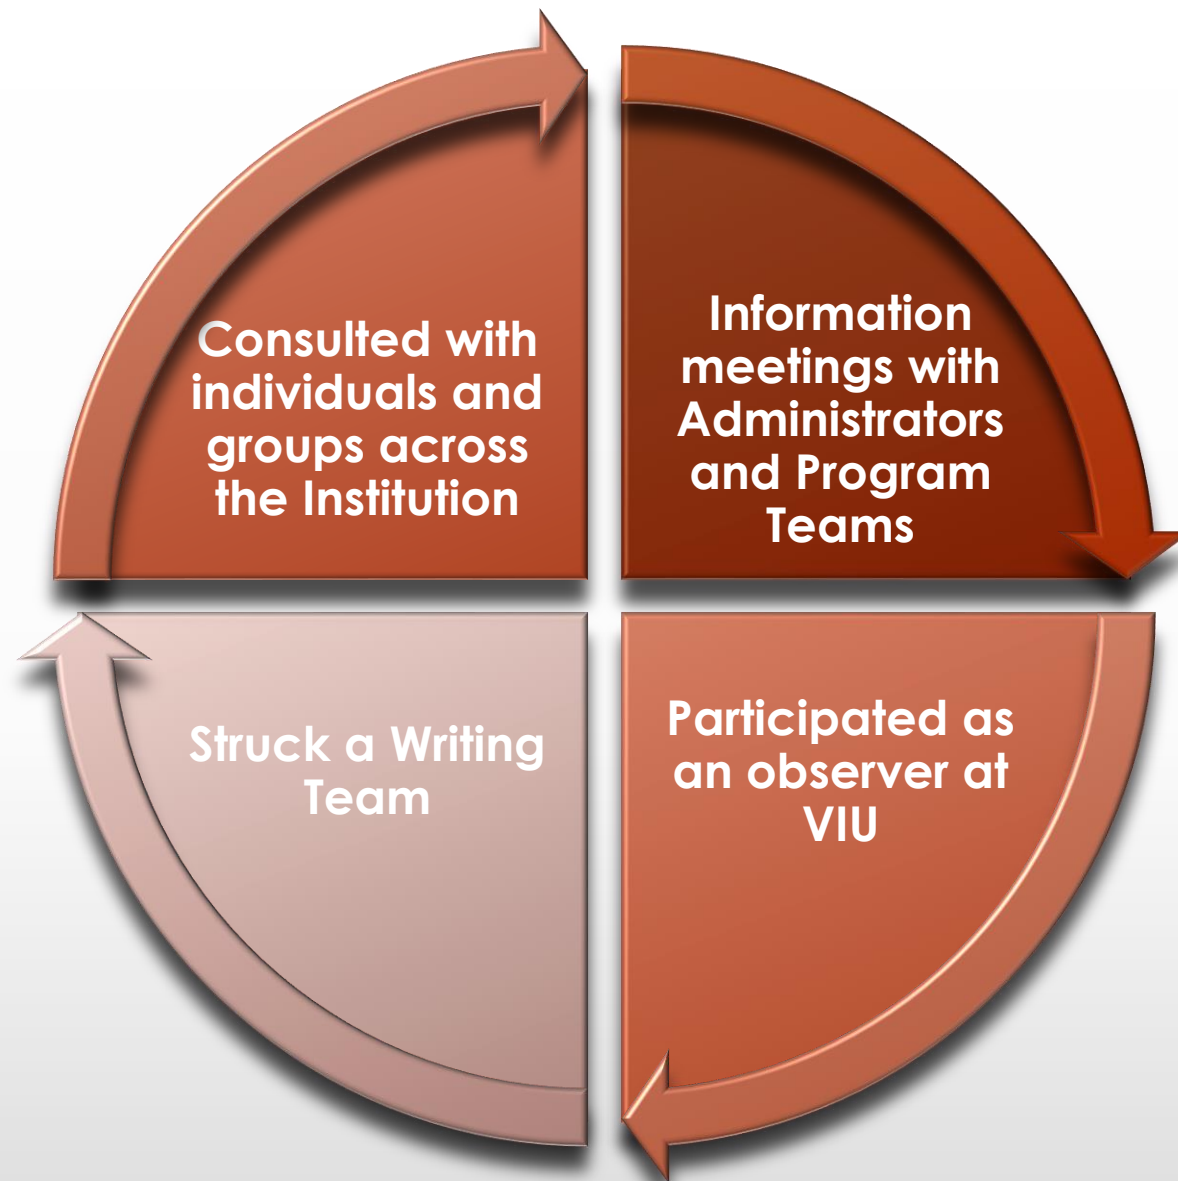 Consulted with
individuals and
groups across
the Institution
Information
meetings with
Administrators
and Program
Teams
Struck a Writing
Team
Participated as
an observer at
VIU